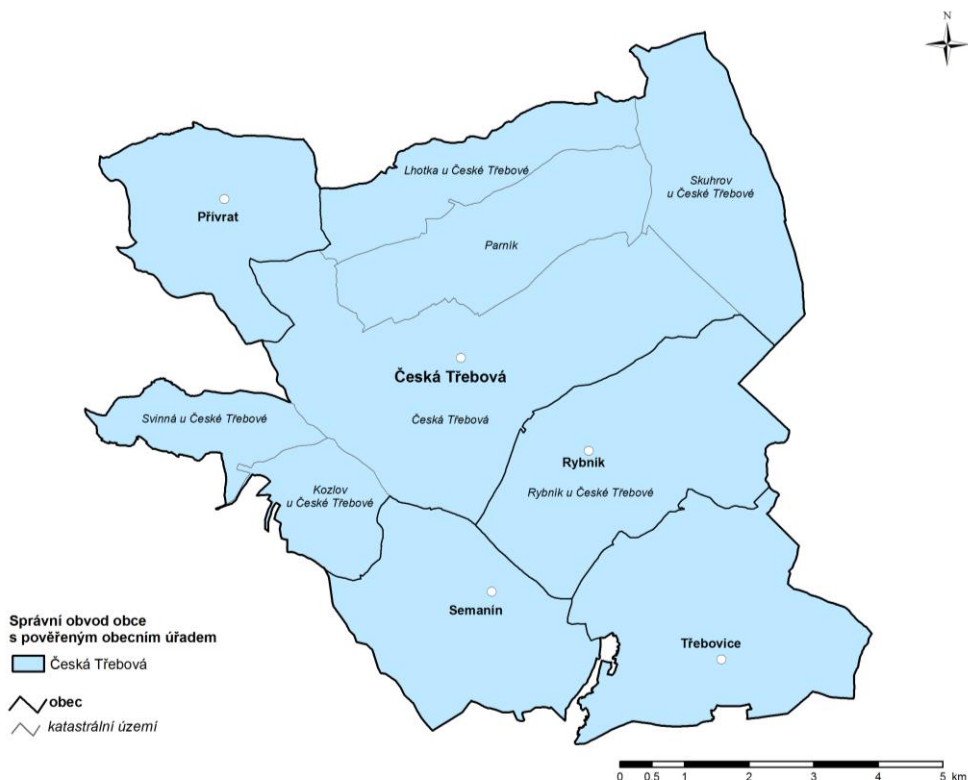 N
Lhotka u České Třebové
Skuhrov
u České Třebové
Přívrat
Parník
Česká Třebová
Česká Třebová
Svinná u České Třebové
Rybník
Kozlov
u České Třebové
Rybník u České Třebové
Semanín
Správní obvod obce
s pověřeným obecním úřadem
Česká Třebová
Třebovice
obec
katastrální území
0 0.5 1 2 3 4 5 km